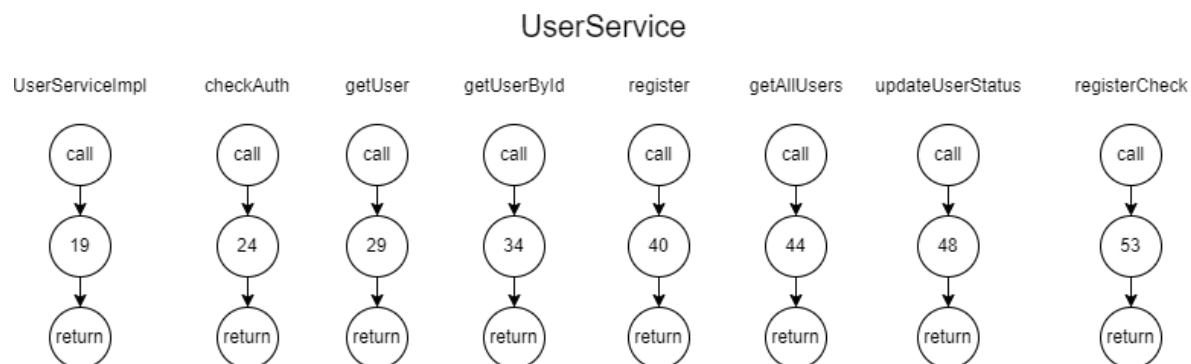 UserService
UserServiceImpl checkAuth getUser getUserById register getAllUsers updateUserStatus registerCheck
call call call call call call call call
19 24 29 34 40 44 48 53
return return return return return return return return